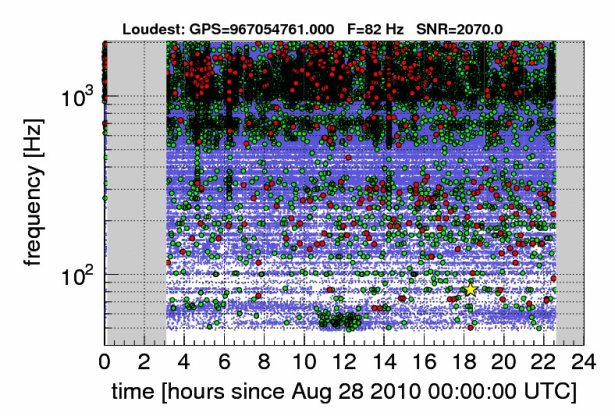 Loudest: GPS=967054761.000 F=82 Hz SNR=2070.0
frequency [Hz]
10³
10²
0 2 4 6 8 10 12 14 16 18 20 22 24
time [hours since Aug 28 2010 00:00:00 UTC]